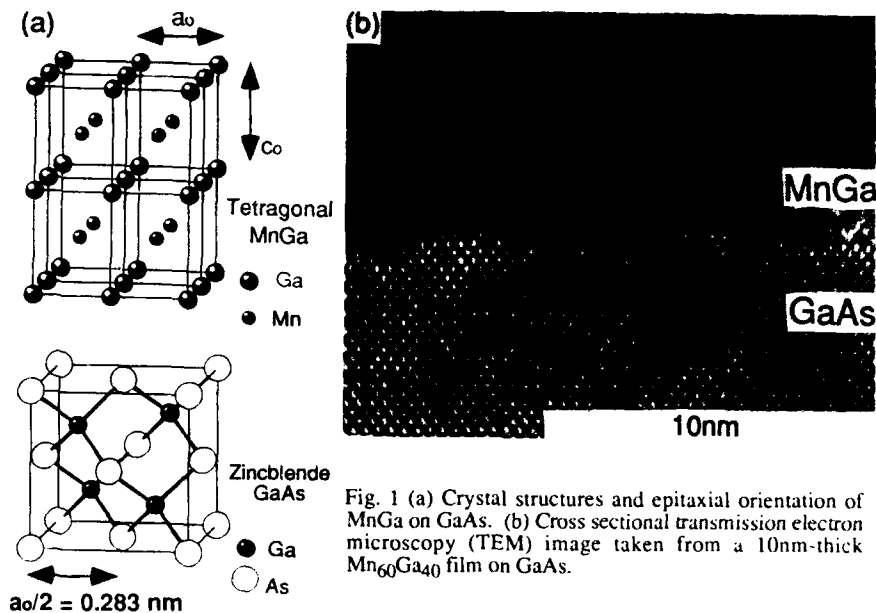 (a)
a₀
C₀
Tetragonal
MnGa
Ga
Mn
Zincblende
GaAs
Ga
As
a₀/2 = 0.283 nm
(b)
MnGa
GaAs
10nm
Fig. 1 (a) Crystal structures and epitaxial orientation of
MnGa on GaAs. (b) Cross sectional transmission electron
microscopy (TEM) image taken from a 10nm-thick
Mn₆₀Ga₄₀ film on GaAs.